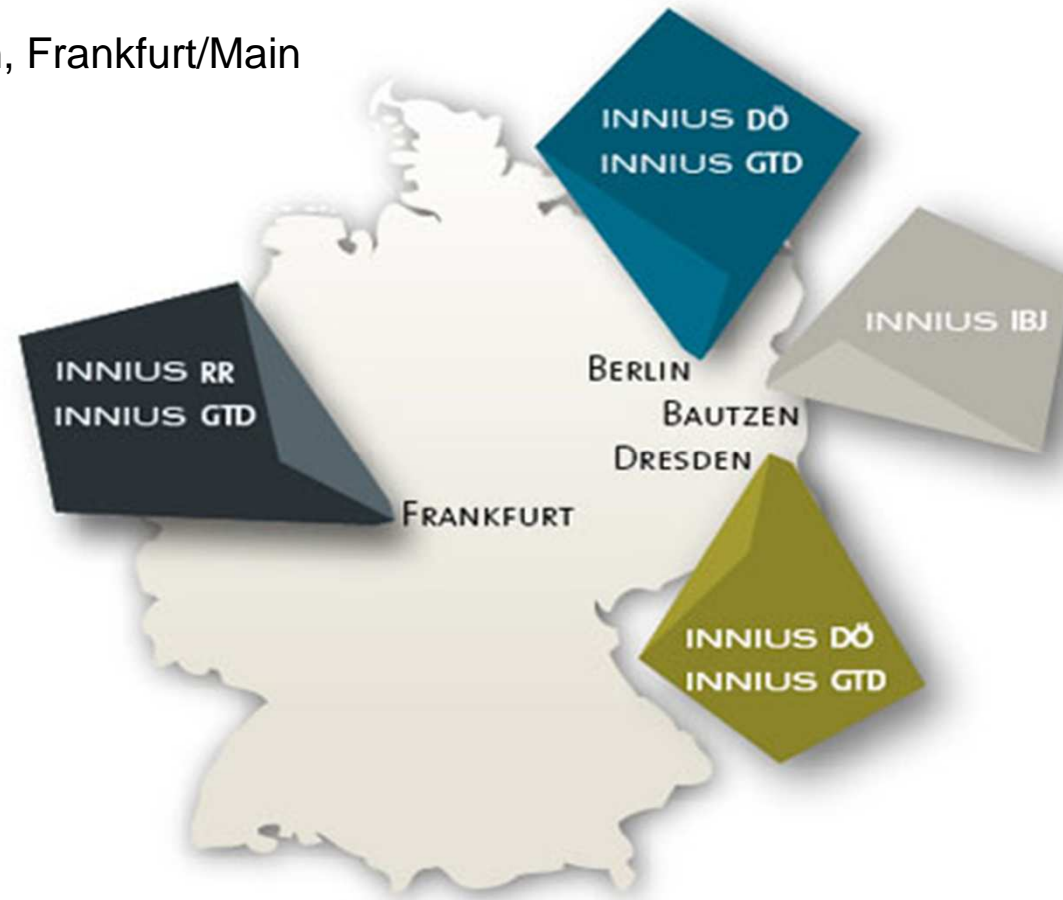 , Frankfurt/Main
INNIUS DÖ
INNIUS GTD
INNIUS IBJ
INNIUS RR
INNIUS GTD
BERLIN
BAUTZEN
DRESDEN
FRANKFURT
INNIUS DÖ
INNIUS GTD